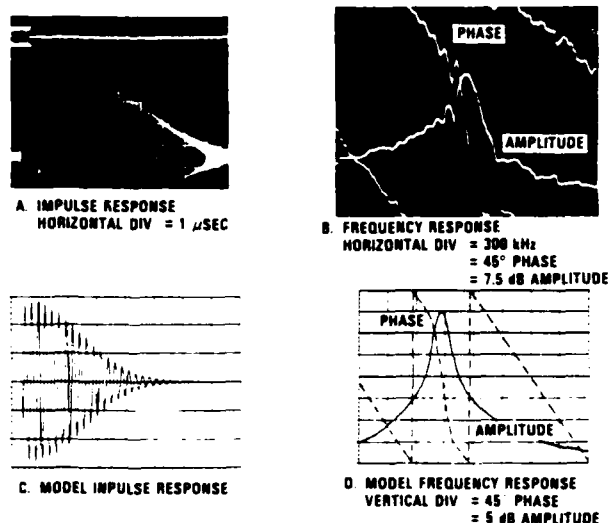 PHASE
AMPLITUDE
A. IMPULSE RESPONSE
HORIZONTAL DIV = 1 μSEC
B. FREQUENCY RESPONSE
HORIZONTAL DIV = 300 kHz
= 45° PHASE
= 7.5 dB AMPLITUDE
PHASE
AMPLITUDE
C. MODEL INPULSE RESPONSE
D. MODEL FREQUENCY RESPONSE
VERTICAL DIV = 45 PHASE
= 5 dB AMPLITUDE